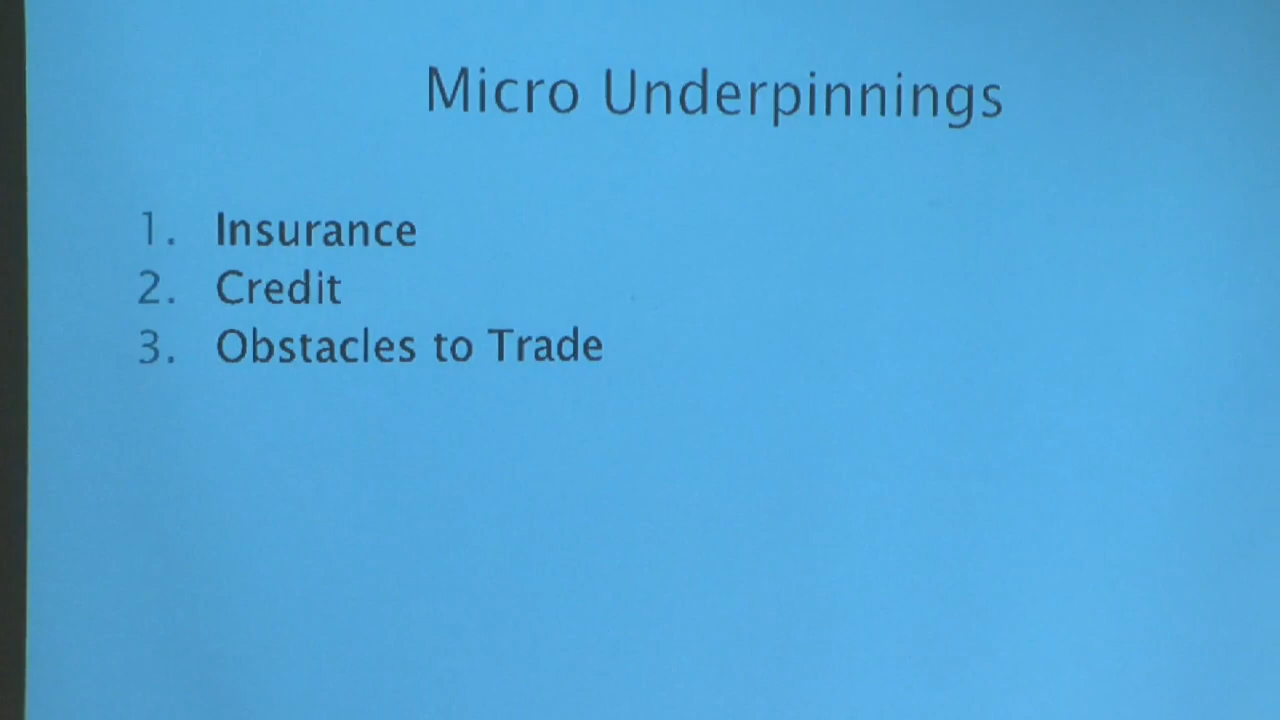 Micro Underpinnings
1. Insurance
2. Credit
3. Obstacles to Trade